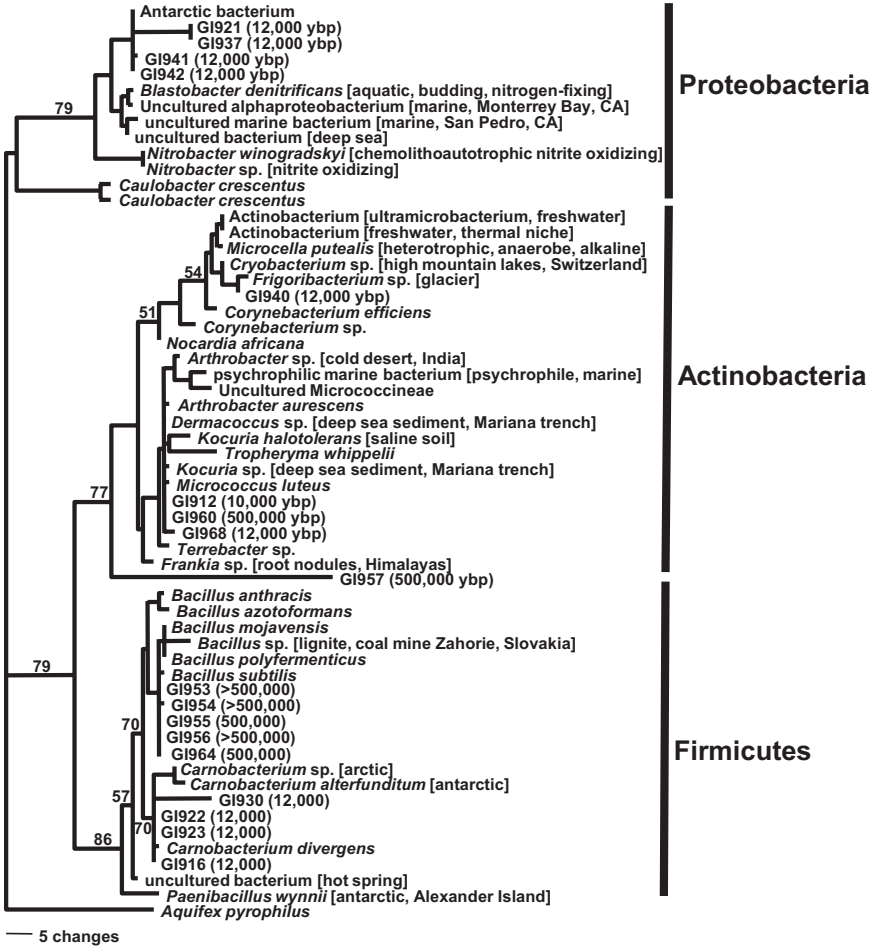 Antarctic bacterium
GI921 (12,000 ybp)
GI937 (12,000 ybp)
GI941 (12,000 ybp)
GI942 (12,000 ybp)
Blastobacter denitrificans [aquatic, budding, nitrogen-fixing]
Uncultured alphaproteobacterium [marine, Monterrey Bay, CA]
79
uncultured marine bacterium [marine, San Pedro, CA]
uncultured bacterium [deep sea]
Nitrobacter winogradskyi [chemolithoautotrophic nitrite oxidizing]
Nitrobacter sp. [nitrite oxidizing]
Caulobacter crescentus
Caulobacter crescentus
Proteobacteria
Actinobacterium [ultramicrobacterium, freshwater]
Actinobacterium [freshwater, thermal niche]
Microcella putealis [heterotrophic, anaerobe, alkaline]
Cryobacterium sp. [high mountain lakes, Switzerland]
54
Frigoribacterium sp. [glacier]
GI940 (12,000 ybp)
Corynebacterium efficiens
51
Corynebacterium sp.
Nocardia africana
Arthrobacter sp. [cold desert, India]
psychrophilic marine bacterium [psychrophile, marine]
Uncultured Micrococcineae
Arthrobacter aurescens
Dermacoccus sp. [deep sea sediment, Mariana trench]
Kocuria halotolerans [saline soil]
Tropheryma whippelii
Kocuria sp. [deep sea sediment, Mariana trench]
Micrococcus luteus
77
GI912 (10,000 ybp)
GI960 (500,000 ybp)
GI968 (12,000 ybp)
Terrebacter sp.
Frankia sp. [root nodules, Himalayas]
GI957 (500,000 ybp)
Actinobacteria
Bacillus anthracis
Bacillus azotoformans
Bacillus mojavensis
Bacillus sp. [lignite, coal mine Zahorie, Slovakia]
Bacillus polyfermenticus
79
Bacillus subtilis
GI953 (>500,000)
GI954 (>500,000)
GI955 (500,000)
70
GI956 (>500,000)
GI964 (500,000)
Carnobacterium sp. [arctic]
Carnobacterium alterfunditum [antarctic]
57
GI930 (12,000)
GI922 (12,000)
70
GI923 (12,000)
86
Carnobacterium divergens
GI916 (12,000)
uncultured bacterium [hot spring]
Paenibacillus wynnii [antarctic, Alexander Island]
Firmicutes
Aquifex pyrophilus
5 changes